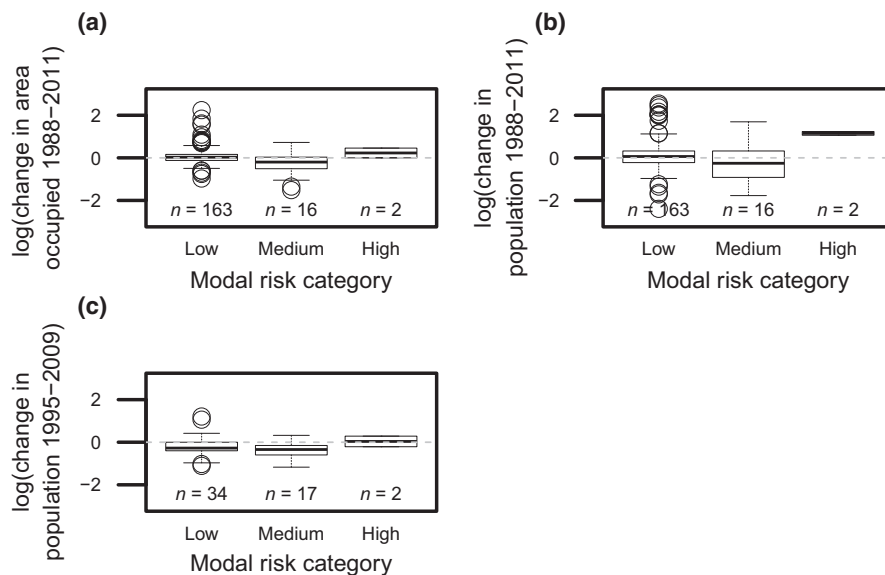 (a)
log(change in area
occupied 1988−2011)
2
0
−2
n = 163
n = 16
n = 2
Low
Medium
High
Modal risk category
(b)
log(change in
population 1988−2011)
2
0
−2
n = 163
n = 16
n = 2
Low
Medium
High
Modal risk category
(c)
log(change in
population 1995−2009)
2
0
−2
n = 34
n = 17
n = 2
Low
Medium
High
Modal risk category